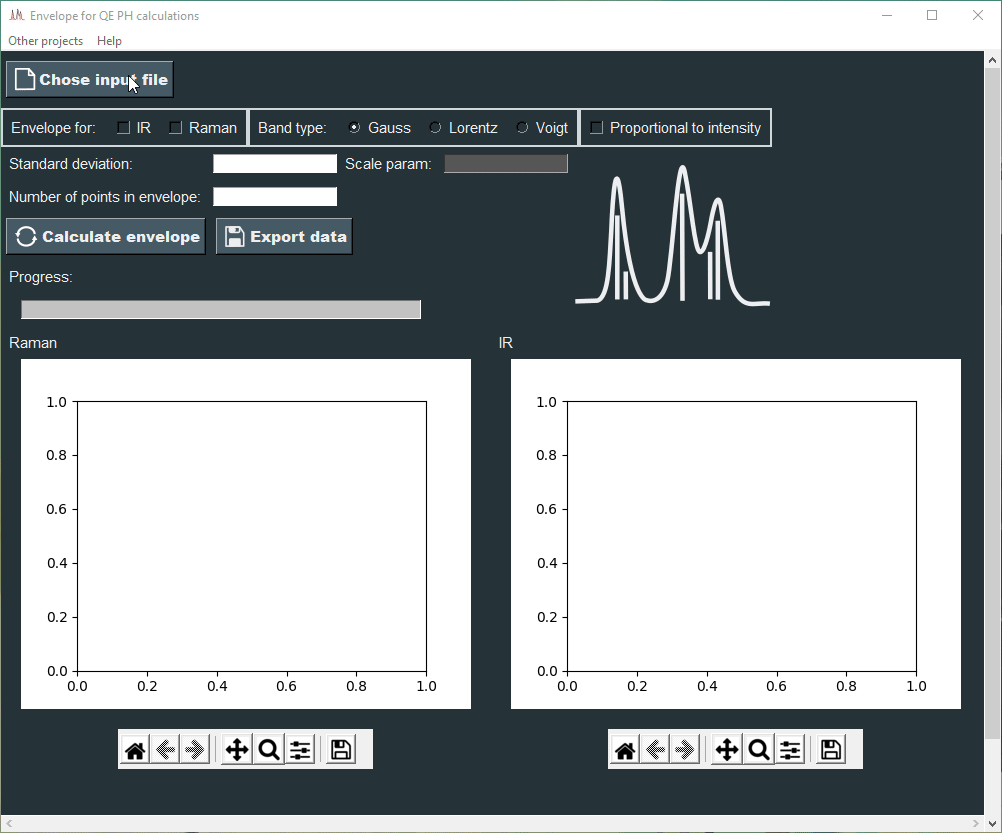 Envelope for QE PH calculations
Other projects Help
Chose input file
Envelope for: IR Raman Band type: Gauss Lorentz Voigt Proportional to intensity
Standard deviation: Scale param:
Number of points in envelope:
Calculate envelope Export data
Progress:
Raman IR
1.0 1.0
0.8 0.8
0.6 0.6
0.4 0.4
0.2 0.2
0.0 0.0
0.0 0.2 0.4 0.6 0.8 1.0 0.0 0.2 0.4 0.6 0.8 1.0